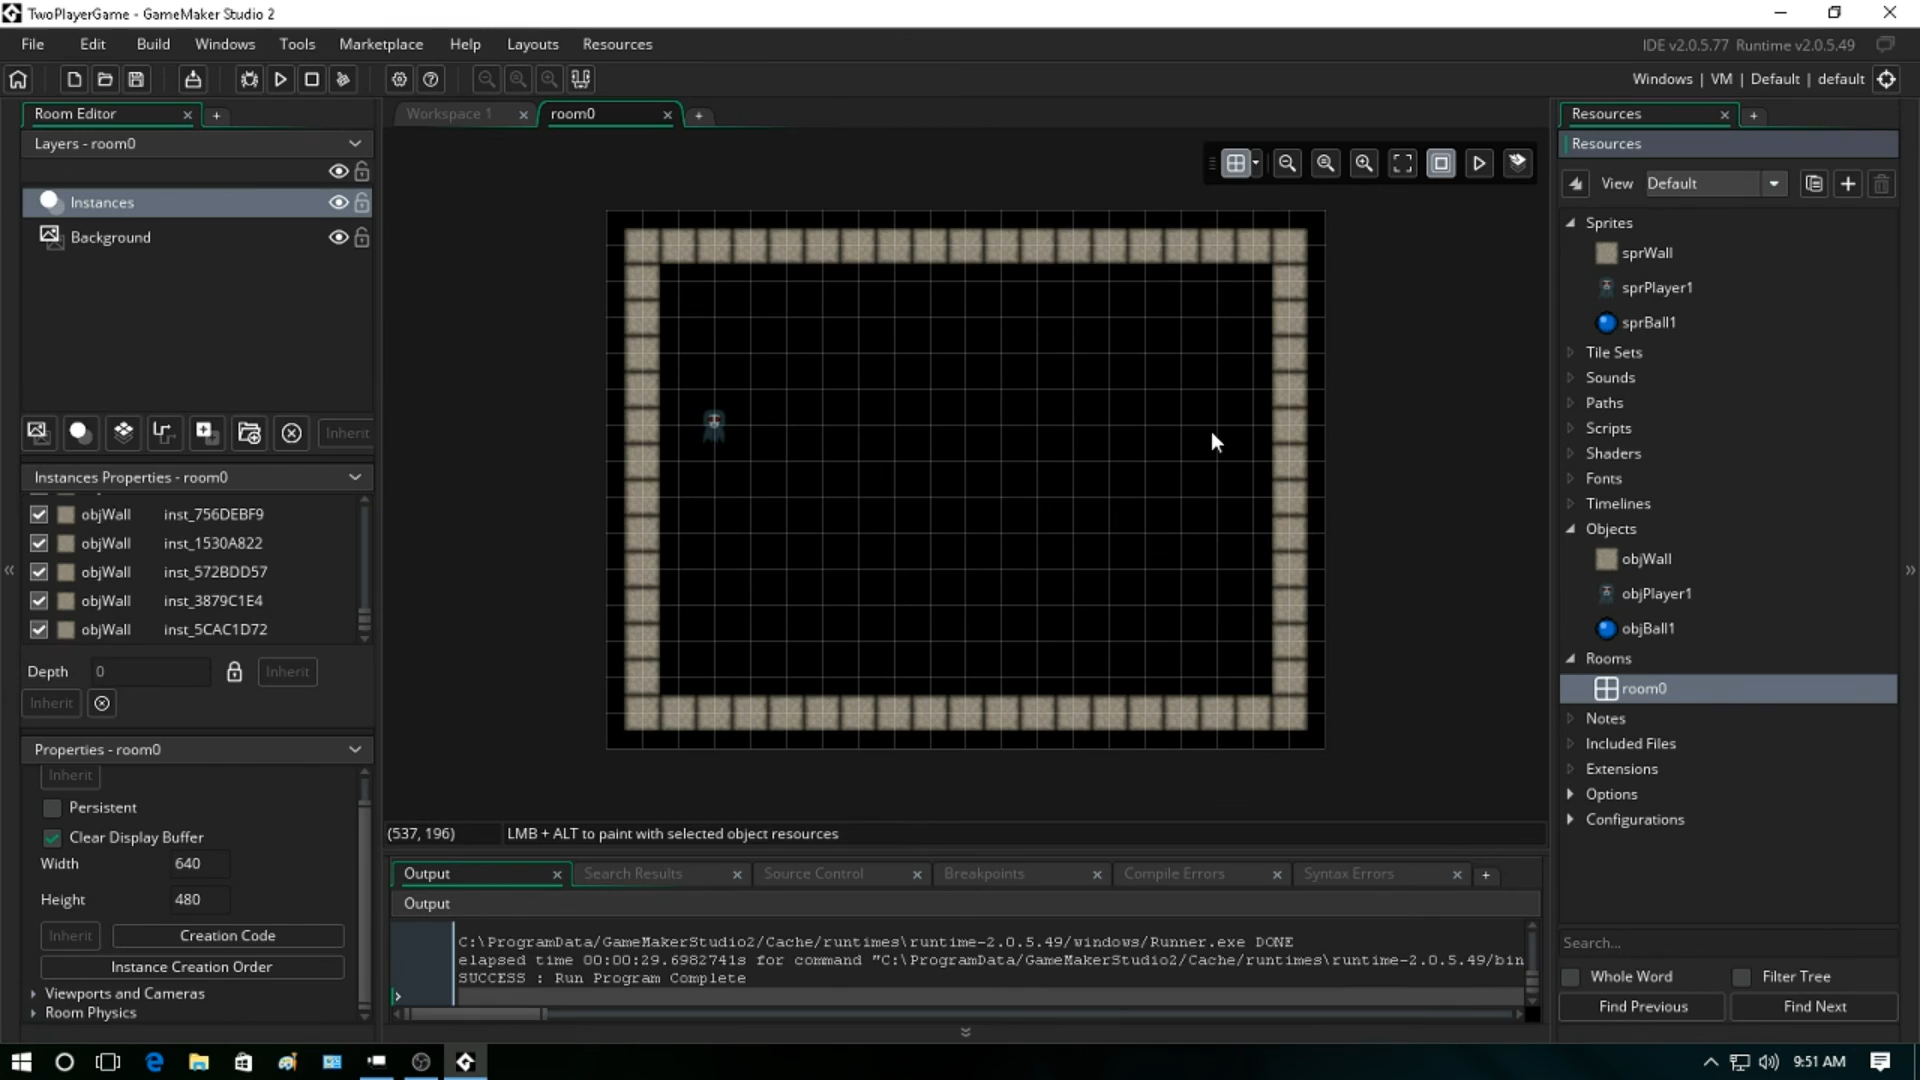 TwoPlayerGame - GameMaker Studio 2
File Edit Build Windows Tools Marketplace Help Layouts Resources
IDE v2.0.5.77 Runtime v2.0.5.49
Windows | VM | Default | default
Room Editor
Layers - room0
Instances
Background
Inherit
Instances Properties - room0
objWall inst_756DEBF9
objWall inst_1530A822
objWall inst_572BDD57
objWall inst_3879C1E4
objWall inst_5CAC1D72
Depth 0 Inherit
Inherit
Properties - room0
Inherit
Persistent
Clear Display Buffer
Width 640
Height 480
Inherit Creation Code
Instance Creation Order
Viewports and Cameras
Room Physics
Workspace 1 room0
(537, 196) LMB + ALT to paint with selected object resources
Output Search Results Source Control Breakpoints Compile Errors Syntax Errors
Output
C:\ProgramData/GameMakerStudio2/Cache/runtimes\runtime-2.0.5.49/windows/Runner.exe DONE
elapsed time 00:00:29.6982741s for command "C:\ProgramData/GameMakerStudio2/Cache/runtimes\runtime-2.0.5.49/bin
SUCCESS : Run Program Complete
Resources
Resources
View Default
Sprites
sprWall
sprPlayer1
sprBall1
Tile Sets
Sounds
Paths
Scripts
Shaders
Fonts
Timelines
Objects
objWall
objPlayer1
objBall1
Rooms
room0
Notes
Included Files
Extensions
Options
Configurations
Search...
Whole Word Filter Tree
Find Previous Find Next
9:51 AM